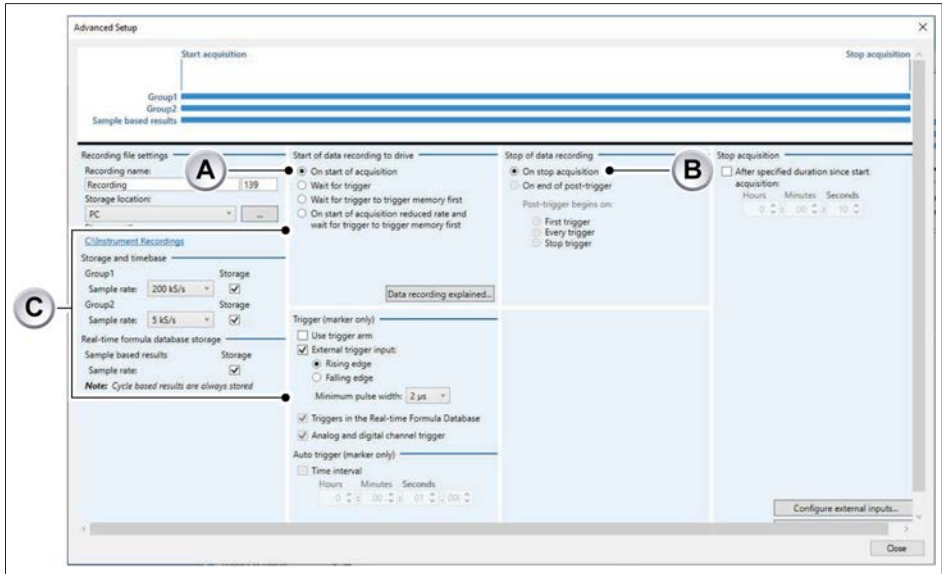 Advanced Setup
Start acquisition
Stop acquisition
Group1
Group2
Sample based results
Recording file settings
Recording name:
Recording
139
Storage location:
PC
...
C:\Instrument Recordings
Storage and timebase
Group1 Storage
Sample rate: 200 kS/s
Group2 Storage
Sample rate: 5 kS/s
Real-time formula database storage
Sample based results Storage
Sample rate:
Note: Cycle based results are always stored
Start of data recording to drive
On start of acquisition
Wait for trigger
Wait for trigger to trigger memory first
On start of acquisition reduced rate and
wait for trigger to trigger memory first
Data recording explained...
Trigger (marker only)
Use trigger arm
External trigger input:
Rising edge
Falling edge
Minimum pulse width: 2 µs
Triggers in the Real-time Formula Database
Analog and digital channel trigger
Auto trigger (marker only)
Time interval
Hours Minutes Seconds
0 : 00 : 01 . 000
Stop of data recording
On stop acquisition
On end of post-trigger
Post-trigger begins on:
First trigger
Every trigger
Stop trigger
Stop acquisition
After specified duration since start
acquisition:
Hours Minutes Seconds
0 : 00 : 10
Configure external inputs...
Close
A
B
C